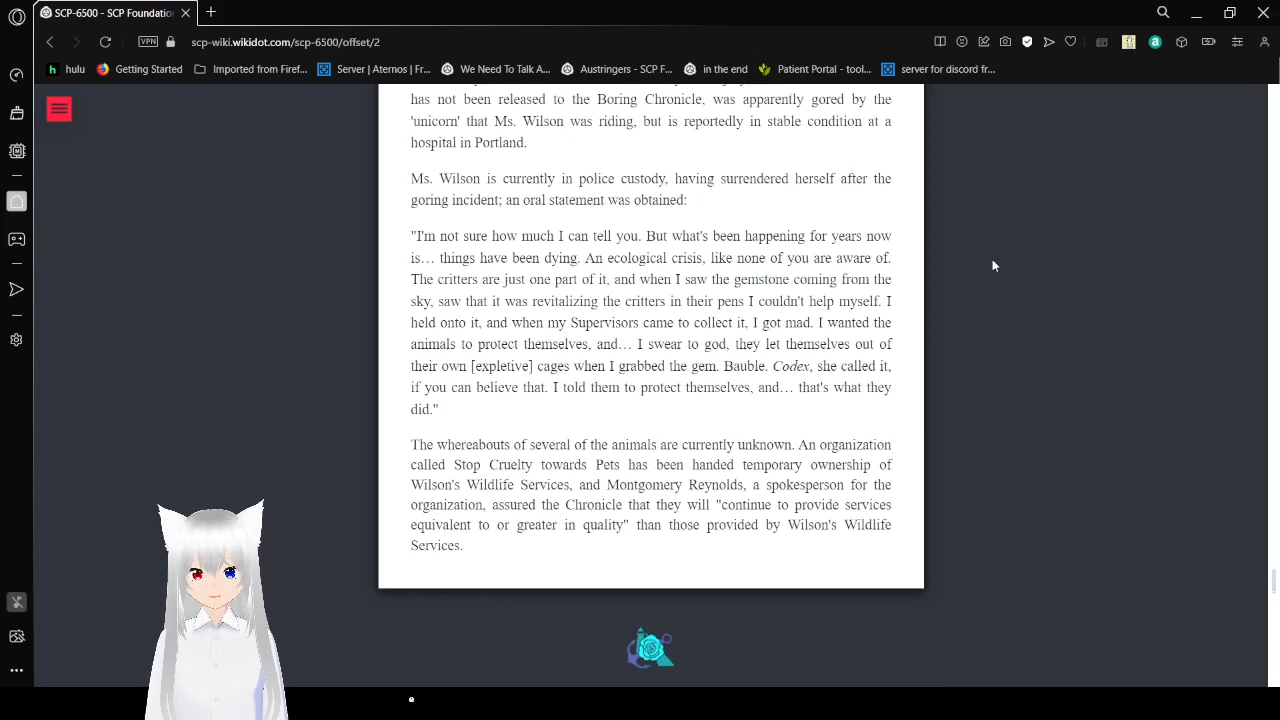 SCP-6500 - SCP Foundatio
VPN scp-wiki.wikidot.com/scp-6500/offset/2
hulu Getting Started Imported from Firef... Server | Aternos | Fr... We Need To Talk A... Austringers - SCP F... in the end Patient Portal - tool... server for discord fra...
has not been released to the Boring Chronicle, was apparently gored by the
'unicorn' that Ms. Wilson was riding, but is reportedly in stable condition at a
hospital in Portland.
Ms. Wilson is currently in police custody, having surrendered herself after the
goring incident; an oral statement was obtained:
"I'm not sure how much I can tell you. But what's been happening for years now
is… things have been dying. An ecological crisis, like none of you are aware of.
The critters are just one part of it, and when I saw the gemstone coming from the
sky, saw that it was revitalizing the critters in their pens I couldn't help myself. I
held onto it, and when my Supervisors came to collect it, I got mad. I wanted the
animals to protect themselves, and… I swear to god, they let themselves out of
their own [expletive] cages when I grabbed the gem. Bauble. Codex, she called it,
if you can believe that. I told them to protect themselves, and… that's what they
did."
The whereabouts of several of the animals are currently unknown. An organization
called Stop Cruelty towards Pets has been handed temporary ownership of
Wilson's Wildlife Services, and Montgomery Reynolds, a spokesperson for the
organization, assured the Chronicle that they will "continue to provide services
equivalent to or greater in quality" than those provided by Wilson's Wildlife
Services.